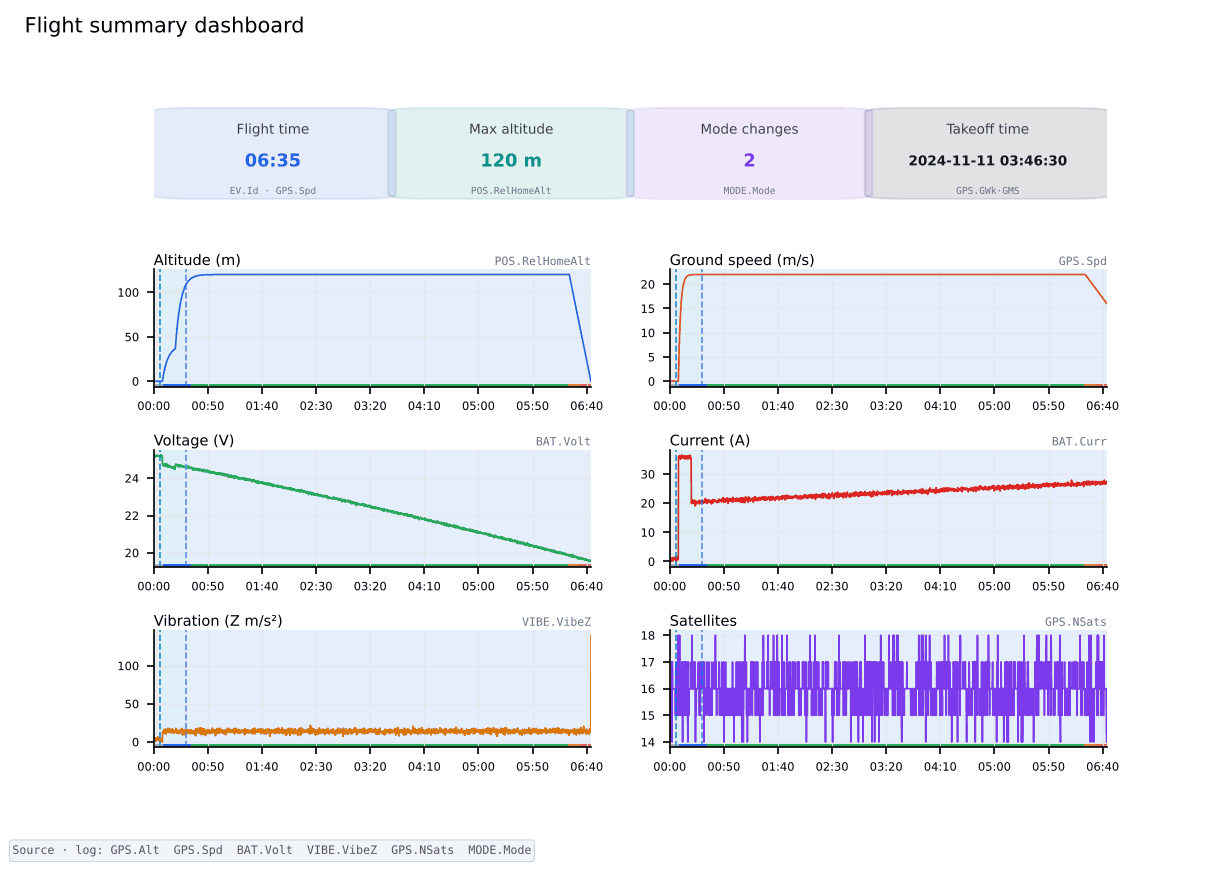 Flight summary dashboard
Flight time
06:35
EV.Id · GPS.Spd
Max altitude
120 m
POS.RelHomeAlt
Mode changes
2
MODE.Mode
Takeoff time
2024-11-11 03:46:30
GPS.GWk·GMS
Altitude (m)
POS.RelHomeAlt
100
50
0
00:00 00:50 01:40 02:30 03:20 04:10 05:00 05:50 06:40
Ground speed (m/s)
GPS.Spd
20
15
10
5
0
00:00 00:50 01:40 02:30 03:20 04:10 05:00 05:50 06:40
Voltage (V)
BAT.Volt
24
22
20
00:00 00:50 01:40 02:30 03:20 04:10 05:00 05:50 06:40
Current (A)
BAT.Curr
30
20
10
0
00:00 00:50 01:40 02:30 03:20 04:10 05:00 05:50 06:40
Vibration (Z m/s²)
VIBE.VibeZ
100
50
0
00:00 00:50 01:40 02:30 03:20 04:10 05:00 05:50 06:40
Satellites
GPS.NSats
18
17
16
15
14
00:00 00:50 01:40 02:30 03:20 04:10 05:00 05:50 06:40
Source · log: GPS.Alt GPS.Spd BAT.Volt VIBE.VibeZ GPS.NSats MODE.Mode